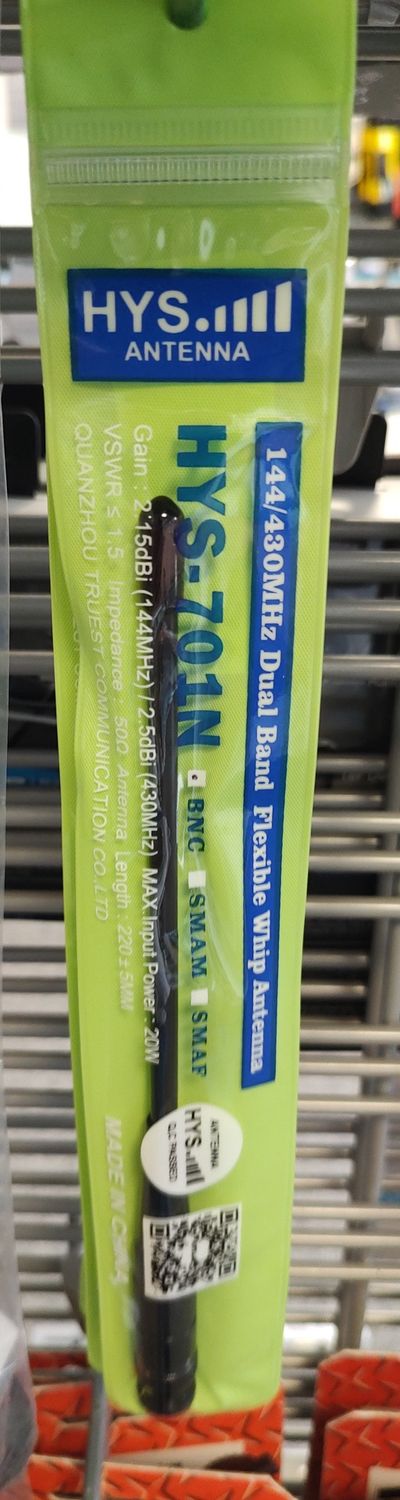 HYS
ANTENNA
144/430MHz Dual Band Flexible Whip Antenna
HYS-701N
BNC SMAM SMAF
Gain : 2.15dBi (144MHz) / 2.5dBi (430MHz) MAX.Input Power : 20W
VSWR ≤ 1.5 Impedance : 50Ω Antenna Length : 220±5MM
QUANZHOU TRUEST COMMUNICATION CO.,LTD
MADE IN CHINA
ANTENNA
HYS
Q.C. PASSED